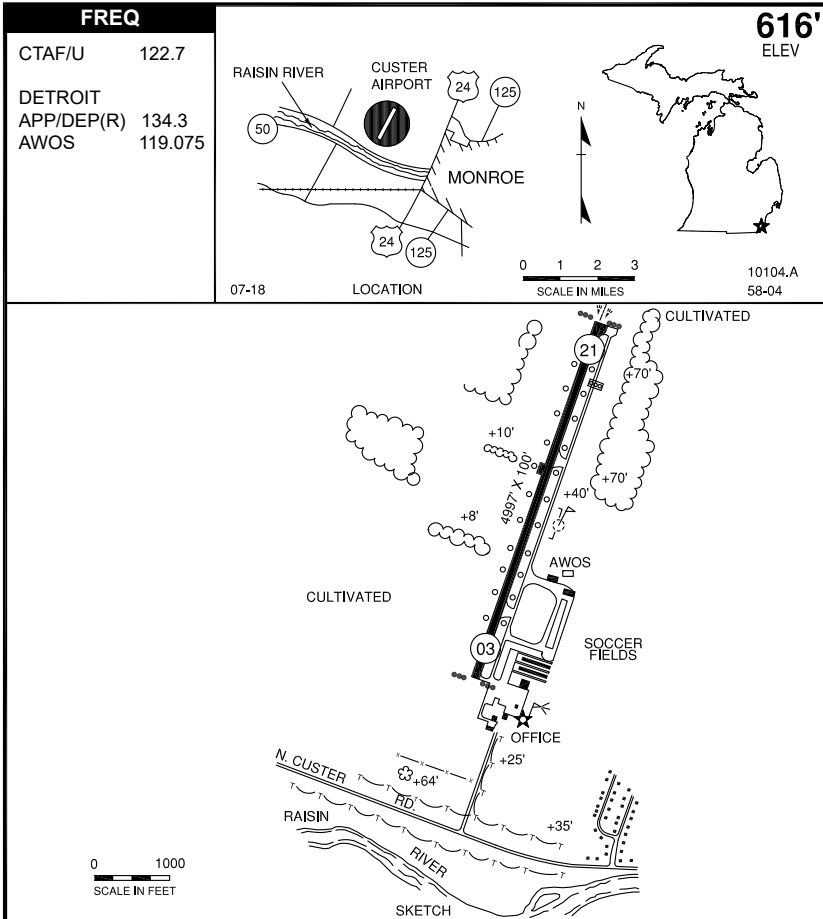 FREQ
CTAF/U 122.7
DETROIT
APP/DEP(R) 134.3
AWOS 119.075
616'
ELEV
RAISIN RIVER
CUSTER
AIRPORT
24
125
50
N
MONROE
24
125
0 1 2 3
SCALE IN MILES
10104.A
58-04
07-18
LOCATION
CULTIVATED
21
+70'
+10'
4997' X 100'
+70'
+40'
+8'
AWOS
CULTIVATED
03
SOCCER
FIELDS
OFFICE
+25'
N. CUSTER
RD.
+64'
+35'
RAISIN
RIVER
0 1000
SCALE IN FEET
SKETCH